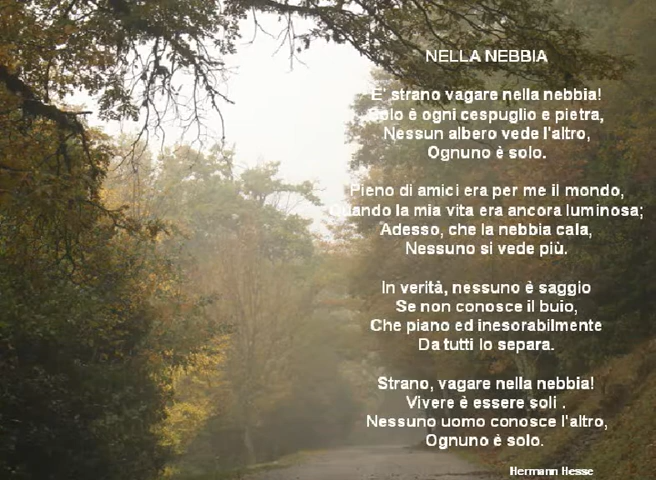 NELLA NEBBIA
E' strano vagare nella nebbia!
Solo è ogni cespuglio e pietra,
Nessun albero vede l'altro,
Ognuno è solo.
Pieno di amici era per me il mondo,
Quando la mia vita era ancora luminosa;
Adesso, che la nebbia cala,
Nessuno si vede più.
In verità, nessuno è saggio
Se non conosce il buio,
Che piano ed inesorabilmente
Da tutti lo separa.
Strano, vagare nella nebbia!
Vivere è essere soli .
Nessuno uomo conosce l'altro,
Ognuno è solo.
Hermann Hesse